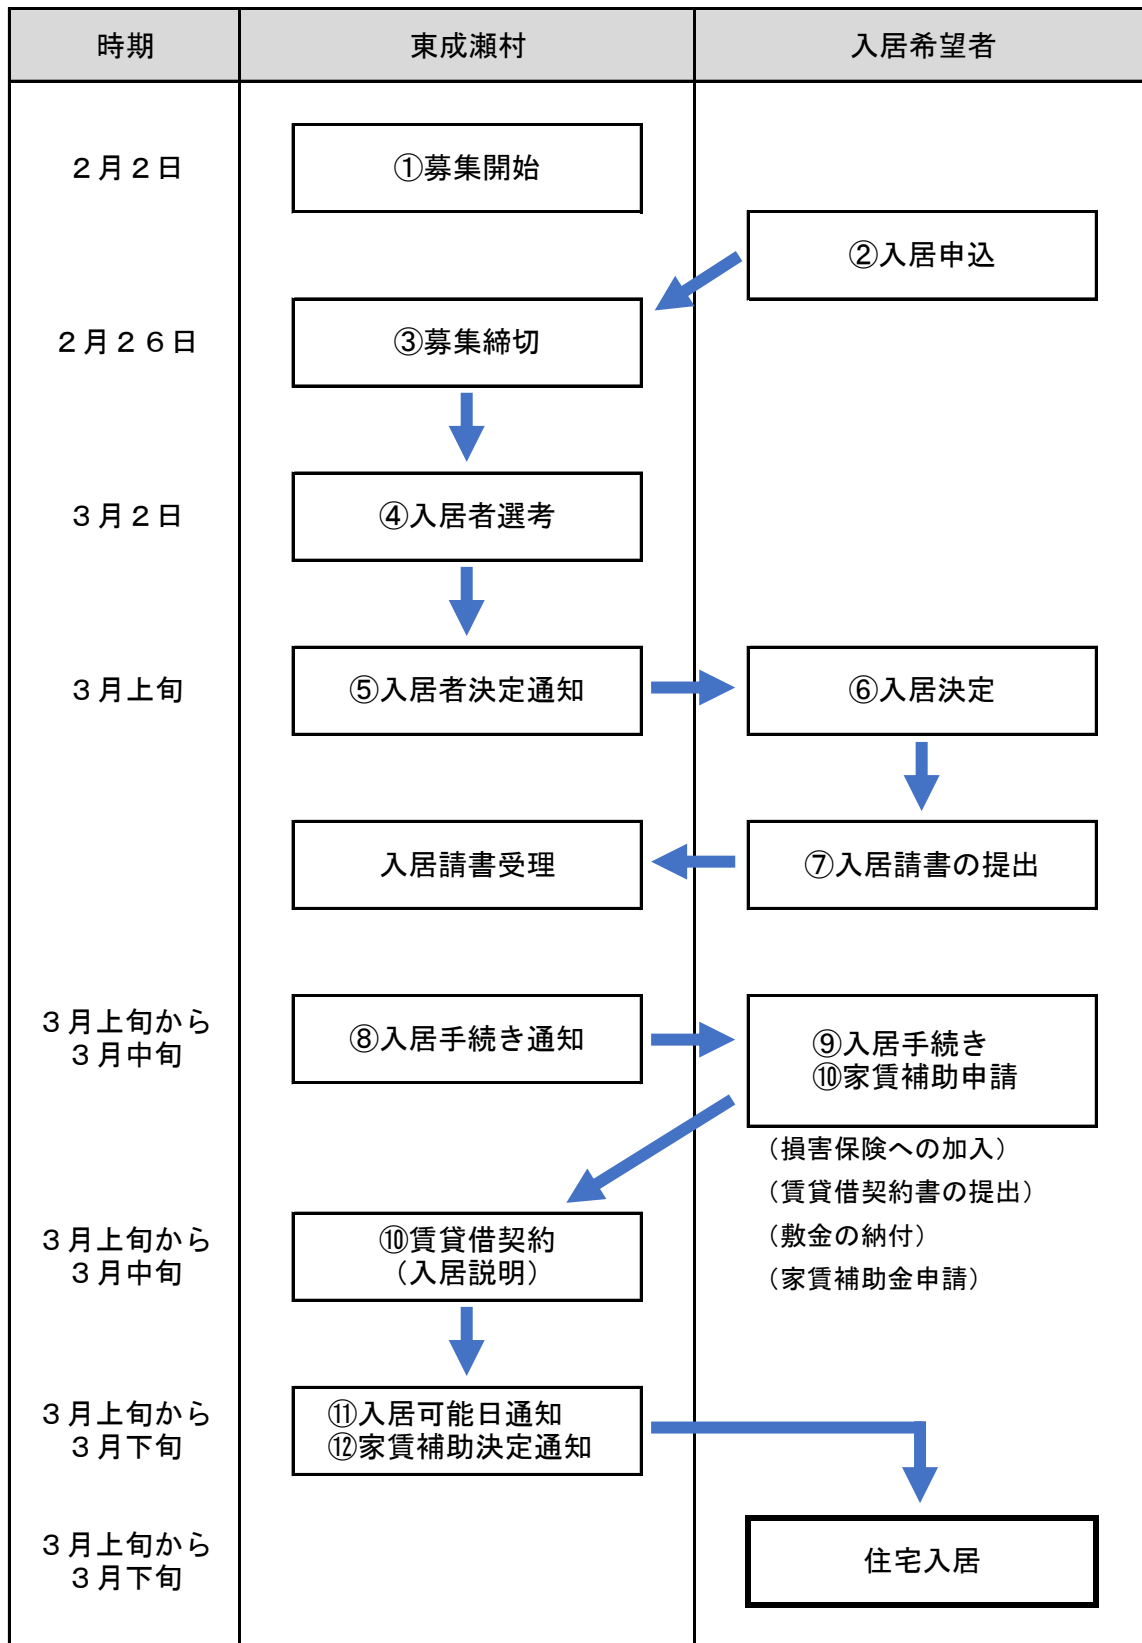 時期
東成瀬村
入居希望者
２月２日
①募集開始
②入居申込
２月２６日
③募集締切
３月２日
④入居者選考
３月上旬
⑤入居者決定通知
⑥入居決定
入居請書受理
⑦入居請書の提出
３月上旬から
３月中旬
⑧入居手続き通知
⑨入居手続き
⑩家賃補助申請
（損害保険への加入）
（賃貸借契約書の提出）
（敷金の納付）
（家賃補助金申請）
３月上旬から
３月中旬
⑩賃貸借契約
（入居説明）
３月上旬から
３月下旬
⑪入居可能日通知
⑫家賃補助決定通知
３月上旬から
３月下旬
住宅入居